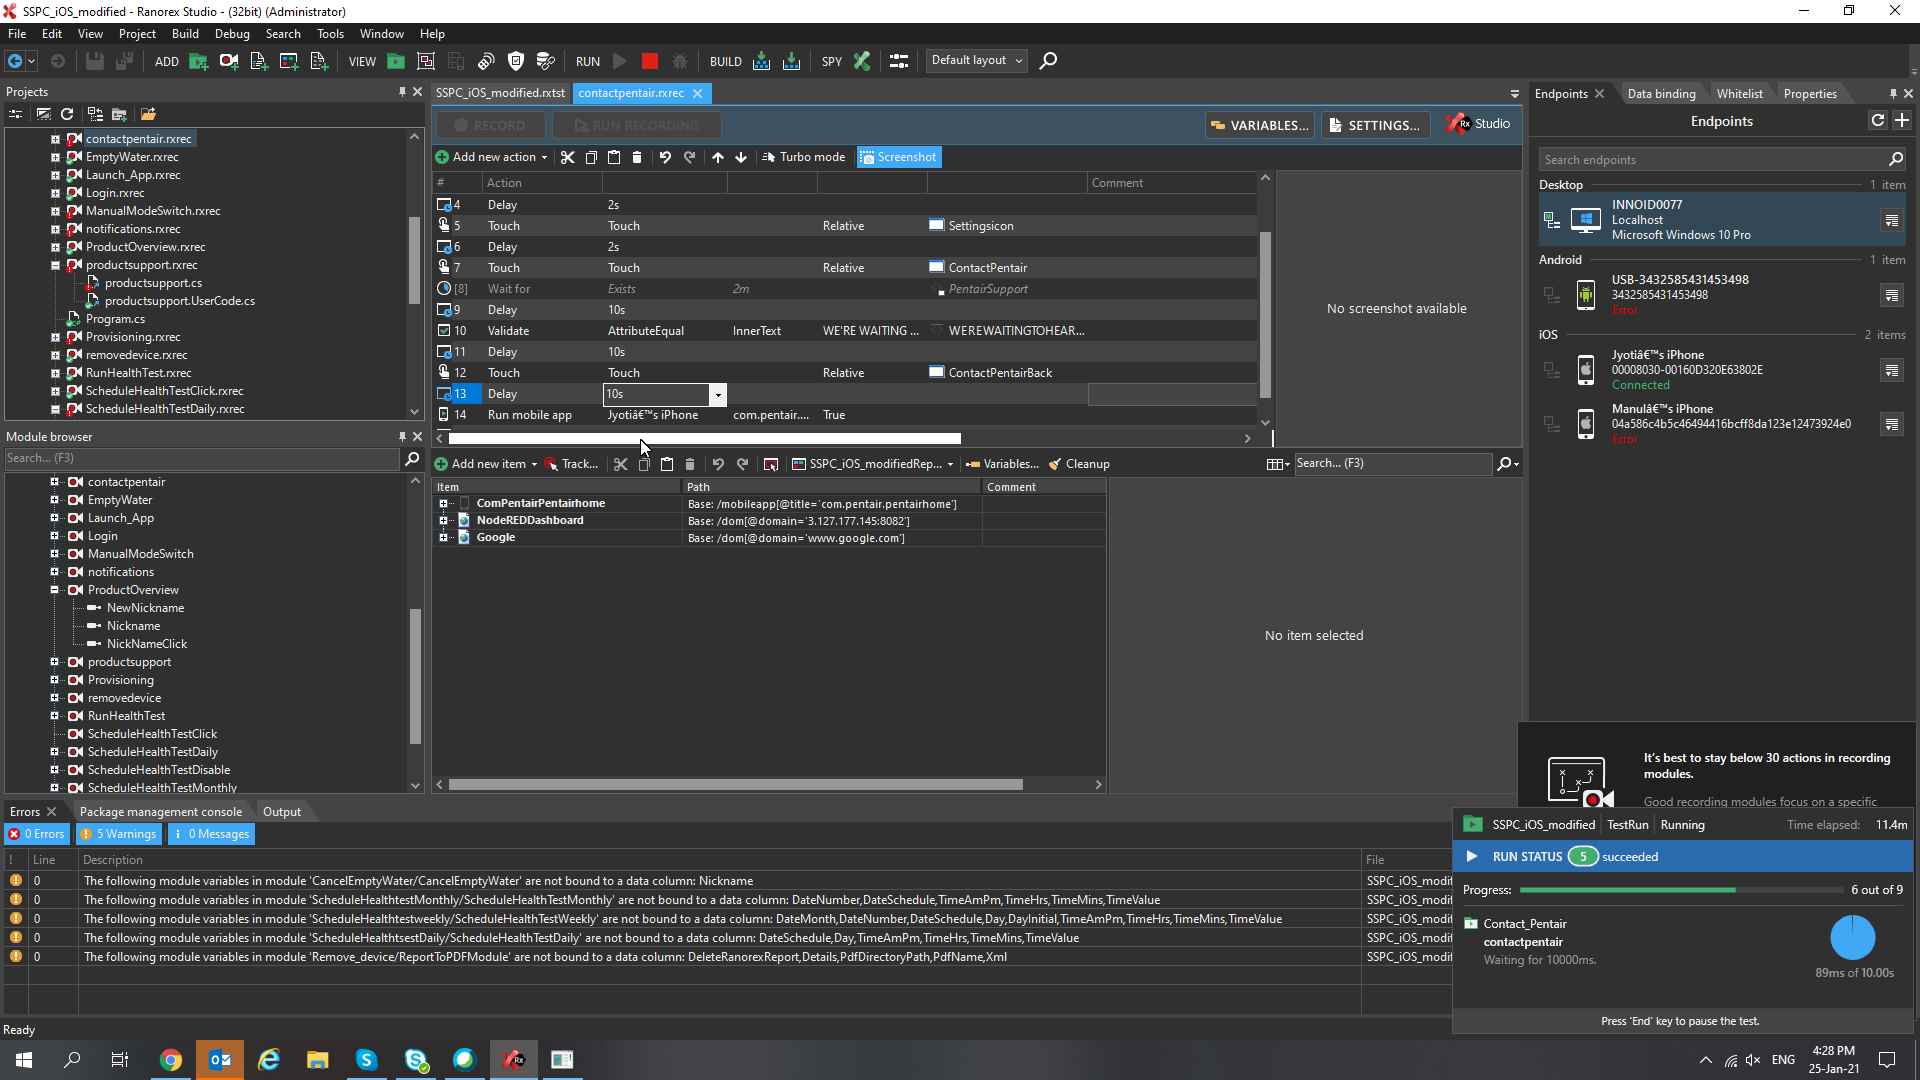 SSPC_iOS_modified - Ranorex Studio - (32bit) (Administrator)
File Edit View Project Build Debug Search Tools Window Help
ADD VIEW RUN BUILD SPY Default layout
Projects
contactpentair.rxrec
EmptyWater.rxrec
Launch_App.rxrec
Login.rxrec
ManualModeSwitch.rxrec
notifications.rxrec
ProductOverview.rxrec
productsupport.rxrec
productsupport.cs
productsupport.UserCode.cs
Program.cs
Provisioning.rxrec
removedevice.rxrec
RunHealthTest.rxrec
ScheduleHealthTestClick.rxrec
ScheduleHealthTestDaily.rxrec
Module browser
Search... (F3)
contactpentair
EmptyWater
Launch_App
Login
ManualModeSwitch
notifications
ProductOverview
NewNickname
Nickname
NickNameClick
productsupport
Provisioning
removedevice
RunHealthTest
ScheduleHealthTestClick
ScheduleHealthTestDaily
ScheduleHealthTestDisable
ScheduleHealthTestMonthly
SSPC_iOS_modified.rxtst contactpentair.rxrec
RECORD RUN RECORDING VARIABLES... SETTINGS... Rx Studio
Add new action Turbo mode Screenshot
# Action Comment
4 Delay 2s
5 Touch Touch Relative Settingsicon
6 Delay 2s
7 Touch Touch Relative ContactPentair
[8] Wait for Exists 2m PentairSupport
9 Delay 10s
10 Validate AttributeEqual InnerText WE'RE WAITING ... WEREWAITINGTOHEAR...
11 Delay 10s
12 Touch Touch Relative ContactPentairBack
13 Delay 10s
14 Run mobile app Jyotiâ€™s iPhone com.pentair.... True
No screenshot available
Add new item Track... SSPC_iOS_modifiedRep... Variables... Cleanup Search... (F3)
Item Path Comment
ComPentairPentairhome Base: /mobileapp[@title='com.pentair.pentairhome']
NodeREDDashboard Base: /dom[@domain='3.127.177.145:8082']
Google Base: /dom[@domain='www.google.com']
No item selected
Endpoints Data binding Whitelist Properties
Endpoints
Search endpoints
Desktop 1 item
INNOID0077
Localhost
Microsoft Windows 10 Pro
Android 1 item
USB-3432585431453498
3432585431453498
Error
iOS 2 items
Jyotiâ€™s iPhone
00008030-00160D320E63802E
Connected
Manulâ€™s iPhone
04a586c4b5c46494416bcff8da123e12473924e0
Error
It's best to stay below 30 actions in recording
modules.
Good recording modules focus on a specific
SSPC_iOS_modified TestRun Running Time elapsed: 11.4m
RUN STATUS 5 succeeded
Progress: 6 out of 9
Contact_Pentair
contactpentair
Waiting for 10000ms.
89ms of 10.00s
Press 'End' key to pause the test.
Errors Package management console Output
0 Errors 5 Warnings 0 Messages
! Line Description File
0 The following module variables in module 'CancelEmptyWater/CancelEmptyWater' are not bound to a data column: Nickname SSPC_iOS_modif
0 The following module variables in module 'ScheduleHealthtestMonthly/ScheduleHealthTestMonthly' are not bound to a data column: DateNumber,DateSchedule,TimeAmPm,TimeHrs,TimeMins,TimeValue SSPC_iOS_modif
0 The following module variables in module 'ScheduleHealthtestweekly/ScheduleHealthTestWeekly' are not bound to a data column: DateMonth,DateNumber,DateSchedule,Day,DayInitial,TimeAmPm,TimeHrs,TimeMins,TimeValue SSPC_iOS_modif
0 The following module variables in module 'ScheduleHealthtsestDaily/ScheduleHealthTestDaily' are not bound to a data column: DateSchedule,Day,TimeAmPm,TimeHrs,TimeMins,TimeValue SSPC_iOS_modif
0 The following module variables in module 'Remove_device/ReportToPDFModule' are not bound to a data column: DeleteRanorexReport,Details,PdfDirectoryPath,PdfName,Xml SSPC_iOS_modif
Ready
ENG 4:28 PM
25-Jan-21